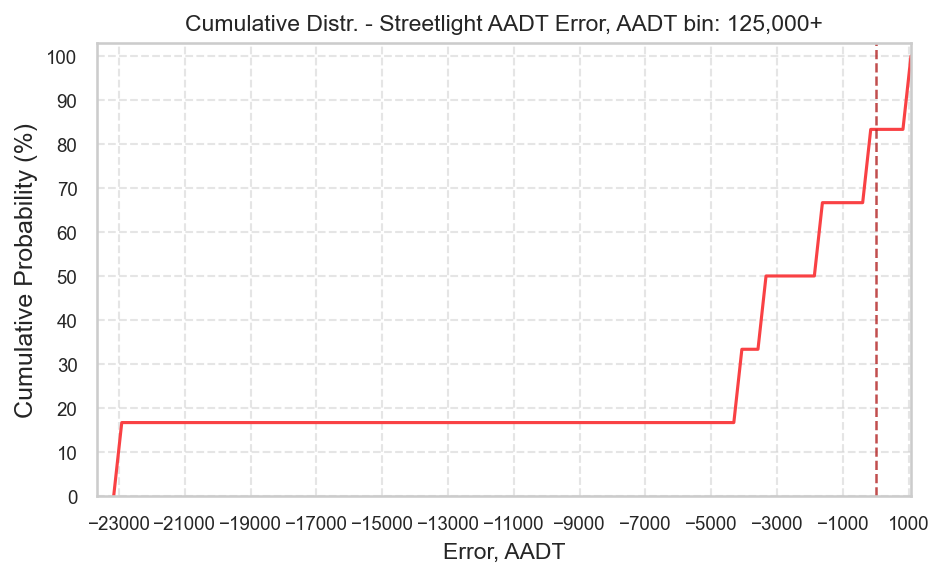 Cumulative Distr. - Streetlight AADT Error, AADT bin: 125,000+
Cumulative Probability (%)
100
90
80
70
60
50
40
30
20
10
0
−23000 −21000 −19000 −17000 −15000 −13000 −11000 −9000 −7000 −5000 −3000 −1000 1000
Error, AADT